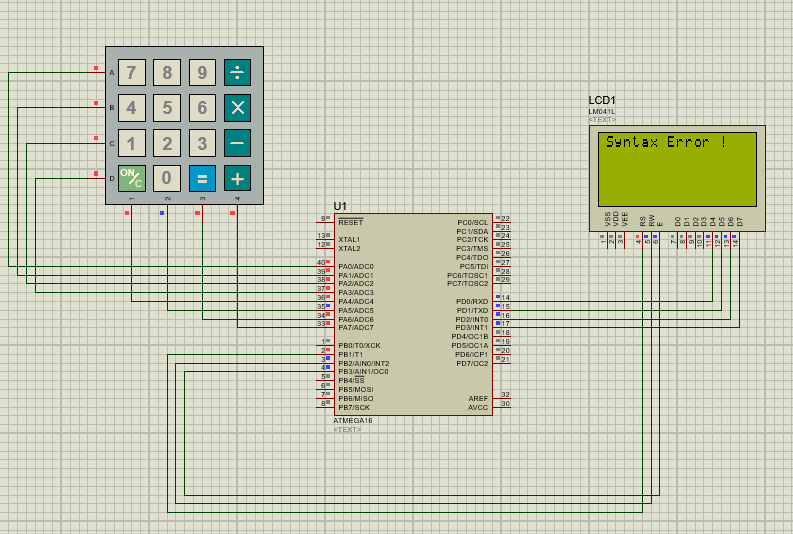 A
7
8
9
÷
B
4
5
6
×
C
1
2
3
−
D
ON/C
0
=
+
1
2
3
4
LCD1
LM041L
<TEXT>
Syntax Error !
VSS
VDD
VEE
RS
RW
E
D0
D1
D2
D3
D4
D5
D6
D7
1
2
3
4
5
6
7
8
9
10
11
12
13
14
U1
9 RESET
13 XTAL1
12 XTAL2
40 PA0/ADC0
39 PA1/ADC1
38 PA2/ADC2
37 PA3/ADC3
36 PA4/ADC4
35 PA5/ADC5
34 PA6/ADC6
33 PA7/ADC7
1 PB0/T0/XCK
2 PB1/T1
3 PB2/AIN0/INT2
4 PB3/AIN1/OC0
5 PB4/SS
6 PB5/MOSI
7 PB6/MISO
8 PB7/SCK
PC0/SCL 22
PC1/SDA 23
PC2/TCK 24
PC3/TMS 25
PC4/TDO 26
PC5/TDI 27
PC6/TOSC1 28
PC7/TOSC2 29
PD0/RXD 14
PD1/TXD 15
PD2/INT0 16
PD3/INT1 17
PD4/OC1B 18
PD5/OC1A 19
PD6/ICP1 20
PD7/OC2 21
AREF 32
AVCC 30
ATMEGA16
<TEXT>